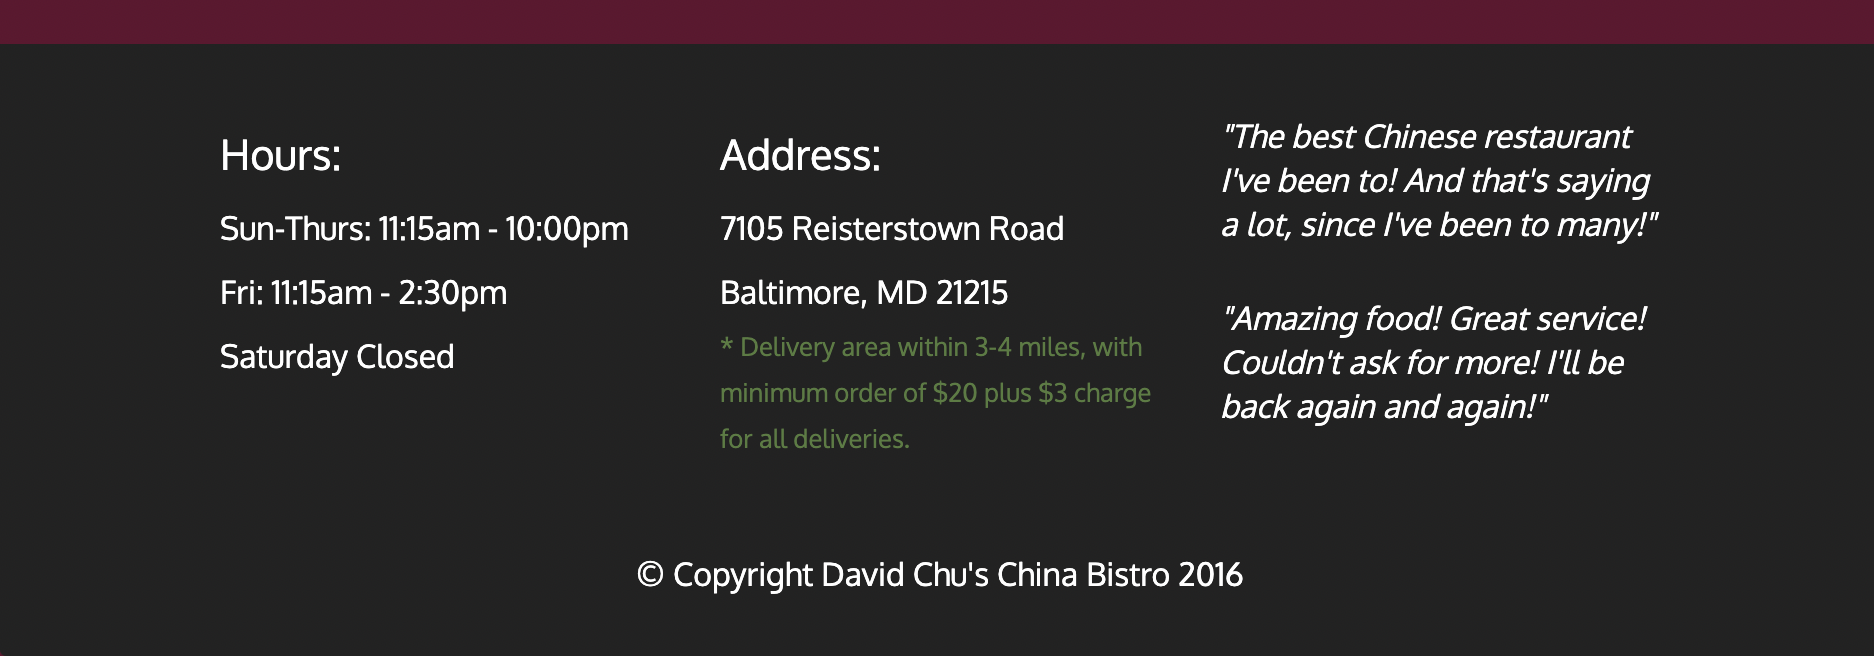 Hours:
Sun-Thurs: 11:15am - 10:00pm
Fri: 11:15am - 2:30pm
Saturday Closed
Address:
7105 Reisterstown Road
Baltimore, MD 21215
* Delivery area within 3-4 miles, with
minimum order of $20 plus $3 charge
for all deliveries.
"The best Chinese restaurant
I've been to! And that's saying
a lot, since I've been to many!"
"Amazing food! Great service!
Couldn't ask for more! I'll be
back again and again!"
© Copyright David Chu's China Bistro 2016